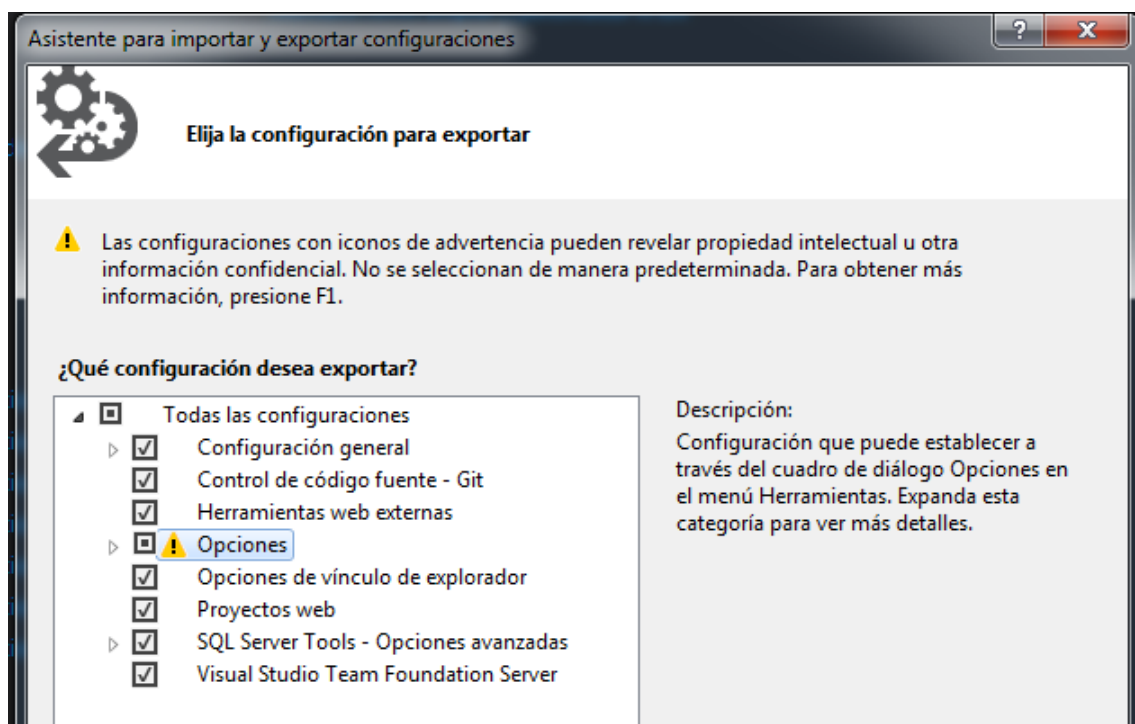 Asistente para importar y exportar configuraciones
Elija la configuración para exportar
Las configuraciones con iconos de advertencia pueden revelar propiedad intelectual u otra
información confidencial. No se seleccionan de manera predeterminada. Para obtener más
información, presione F1.
¿Qué configuración desea exportar?
Todas las configuraciones
Configuración general
Control de código fuente - Git
Herramientas web externas
Opciones
Opciones de vínculo de explorador
Proyectos web
SQL Server Tools - Opciones avanzadas
Visual Studio Team Foundation Server
Descripción:
Configuración que puede establecer a
través del cuadro de diálogo Opciones en
el menú Herramientas. Expanda esta
categoría para ver más detalles.